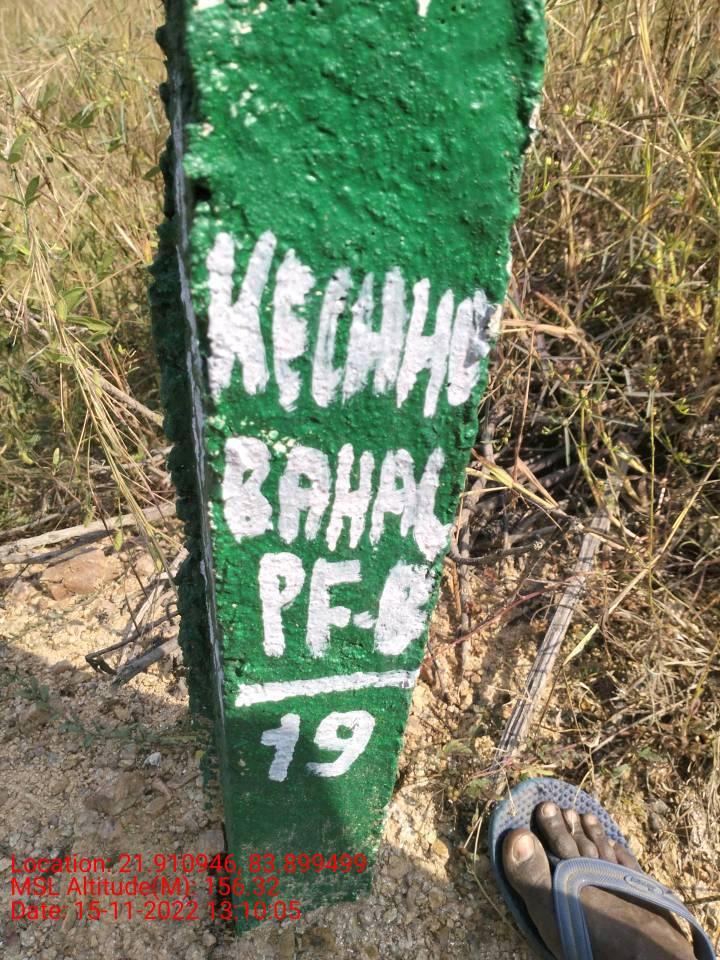 KECHHO
BAHAL
PF-B
19
Location: 21.910946, 83.899499
MSL Altitude(M): 156.32
Date: 15-11-2022 13:10:05